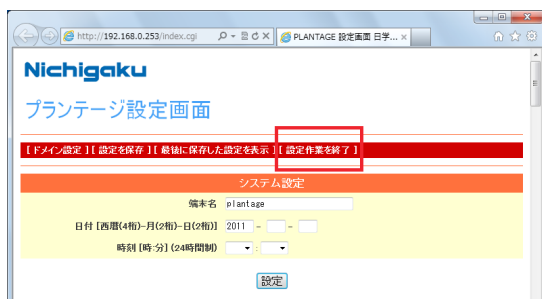 http://192.168.0.253/index.cgi
PLANTAGE 設定画面 日学...
Nichigaku
プランテージ設定画面
[ ドメイン設定 ] [ 設定を保存 ] [ 最後に保存した設定を表示 ] [ 設定作業を終了 ]
システム設定
端末名 plantage
日付 [西暦(4桁)-月(2桁)-日(2桁)] 2011 - -
時刻 [時:分] (24時間制) :
設定